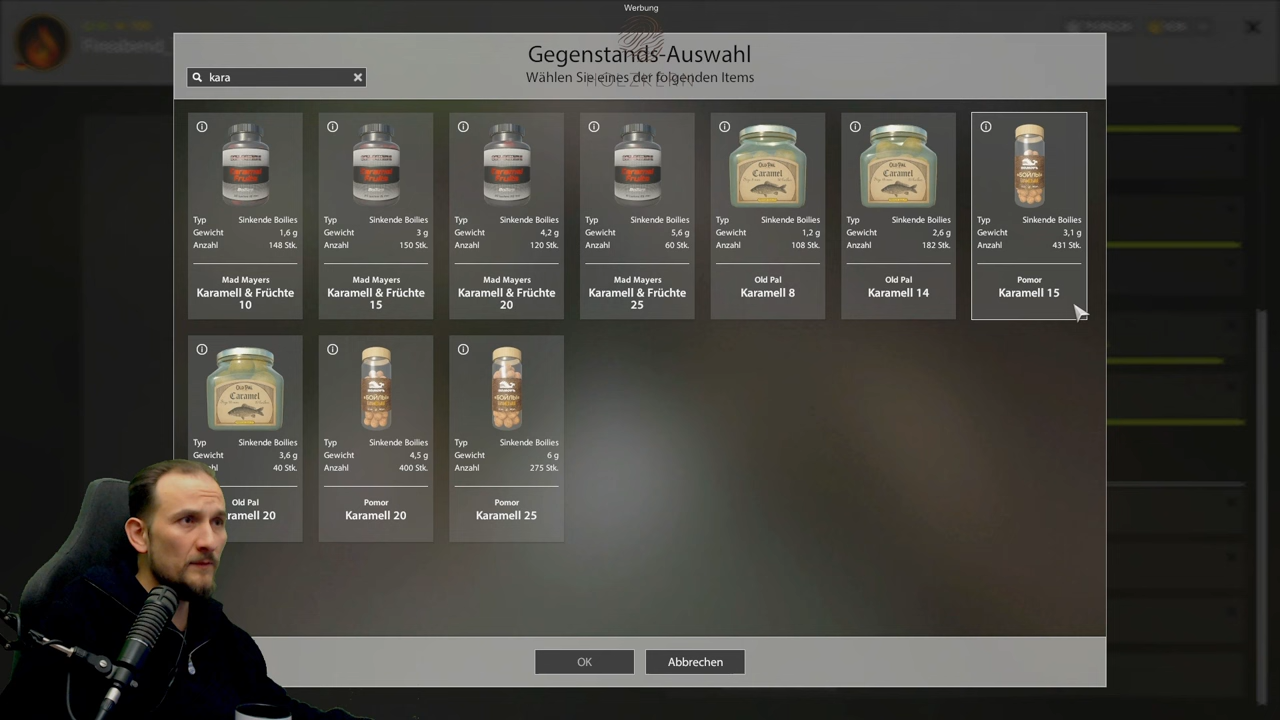 Werbung
Gegenstands-Auswahl
Wählen Sie eines der folgenden Items
HOLZKERN
kara
Typ Sinkende Boilies
Gewicht 1,6 g
Anzahl 148 Stk.
Mad Mayers
Karamell & Früchte
10
Typ Sinkende Boilies
Gewicht 3 g
Anzahl 150 Stk.
Mad Mayers
Karamell & Früchte
15
Typ Sinkende Boilies
Gewicht 4,2 g
Anzahl 120 Stk.
Mad Mayers
Karamell & Früchte
20
Typ Sinkende Boilies
Gewicht 5,6 g
Anzahl 60 Stk.
Mad Mayers
Karamell & Früchte
25
Caramel
Typ Sinkende Boilies
Gewicht 1,2 g
Anzahl 108 Stk.
Old Pal
Karamell 8
Caramel
Typ Sinkende Boilies
Gewicht 2,6 g
Anzahl 182 Stk.
Old Pal
Karamell 14
«БОЙЛЫ»
Typ Sinkende Boilies
Gewicht 3,1 g
Anzahl 431 Stk.
Pomor
Karamell 15
Caramel
Typ Sinkende Boilies
Gewicht 3,6 g
Anzahl 40 Stk.
Old Pal
ramell 20
«БОЙЛЫ»
Typ Sinkende Boilies
Gewicht 4,5 g
Anzahl 400 Stk.
Pomor
Karamell 20
«БОЙЛЫ»
Typ Sinkende Boilies
Gewicht 6 g
Anzahl 275 Stk.
Pomor
Karamell 25
OK
Abbrechen